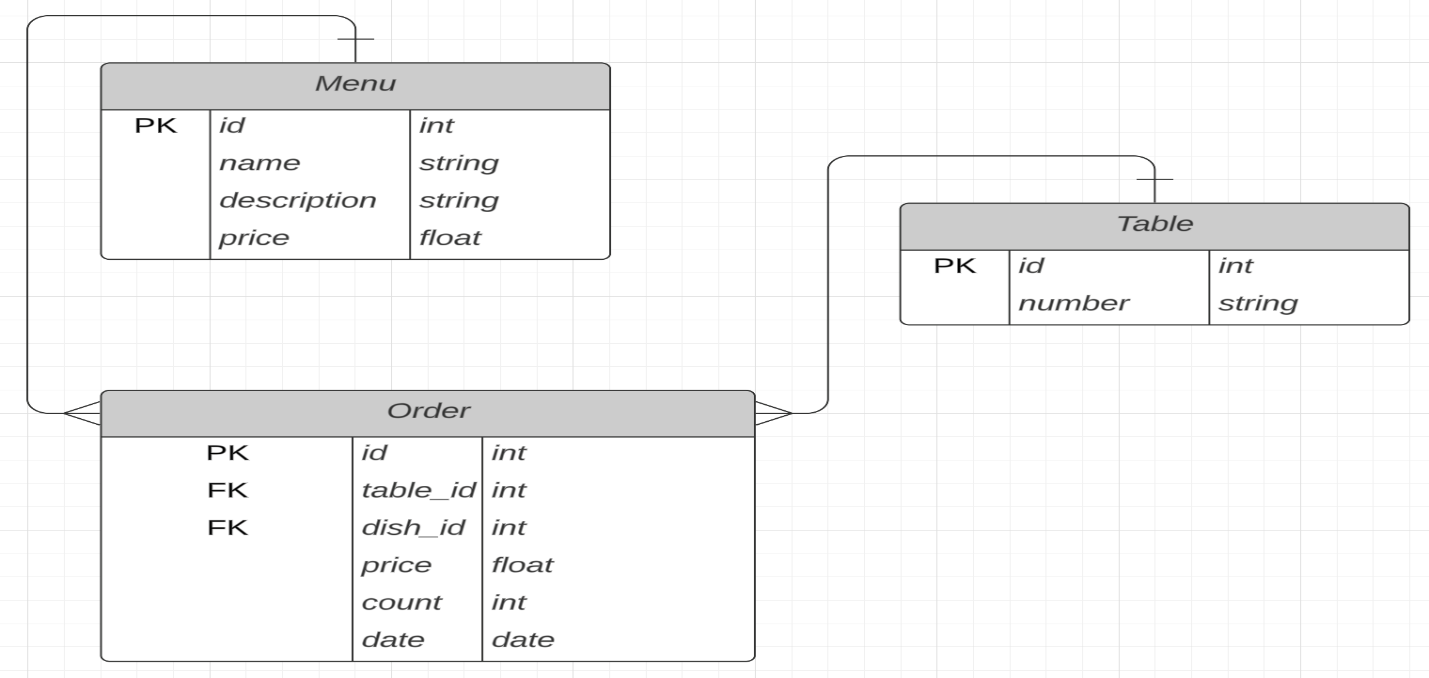 Menu
PK id int
name string
description string
price float
Table
PK id int
number string
Order
PK id int
FK table_id int
FK dish_id int
price float
count int
date date